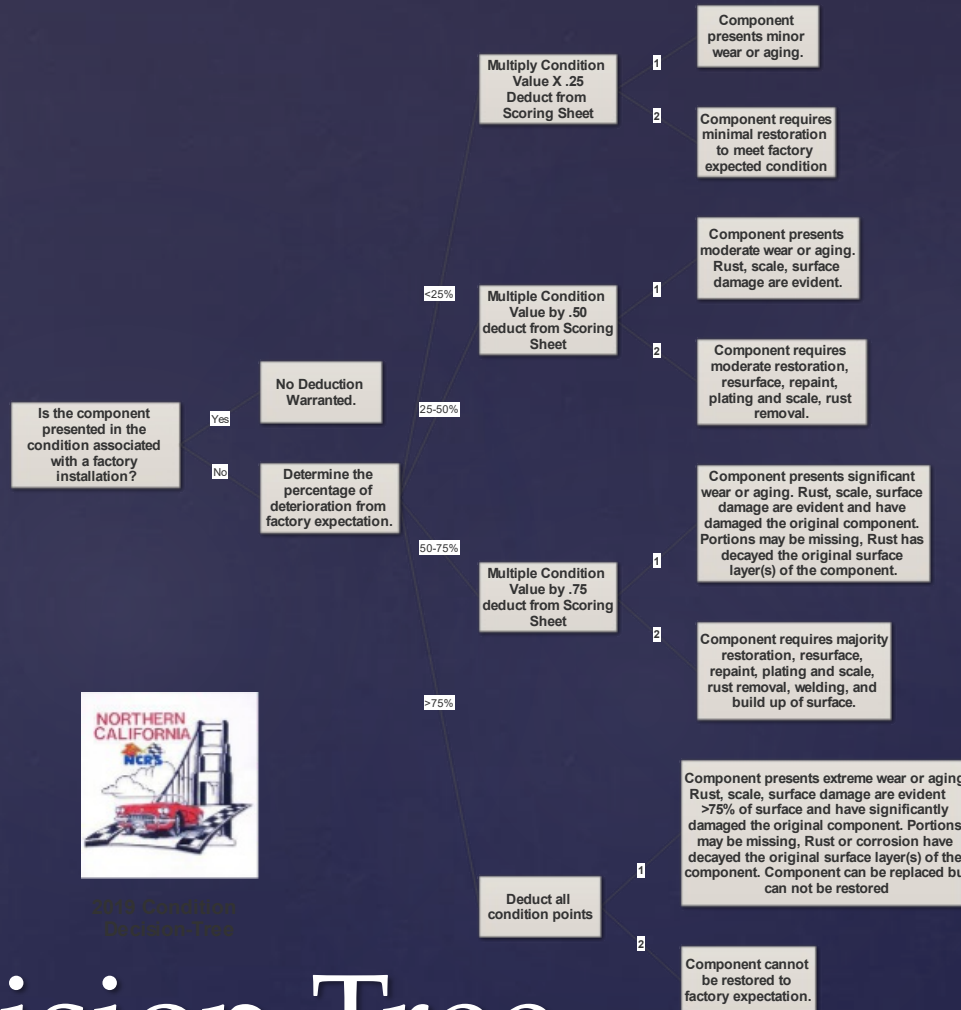 Component
presents minor
wear or aging.
Multiply Condition
Value X .25
Deduct from
Scoring Sheet
1
2
Component requires
minimal restoration
to meet factory
expected condition
Component presents
moderate wear or aging.
Rust, scale, surface
damage are evident.
<25%
Multiple Condition
Value by .50
deduct from Scoring
Sheet
1
2
Component requires
moderate restoration,
resurface, repaint,
plating and scale, rust
removal.
Is the component
presented in the
condition associated
with a factory
installation?
Yes
No
No Deduction
Warranted.
Determine the
percentage of
deterioration from
factory expectation.
25-50%
50-75%
Component presents significant
wear or aging. Rust, scale, surface
damage are evident and have
damaged the original component.
Portions may be missing, Rust has
decayed the original surface
layer(s) of the component.
Multiple Condition
Value by .75
deduct from Scoring
Sheet
1
2
Component requires majority
restoration, resurface,
repaint, plating and scale,
rust removal, welding, and
build up of surface.
>75%
NORTHERN
CALIFORNIA
NCRS
Component presents extreme wear or aging
Rust, scale, surface damage are evident
>75% of surface and have significantly
damaged the original component. Portions
may be missing, Rust or corrosion have
decayed the original surface layer(s) of the
component. Component can be replaced bu
can not be restored
Deduct all
condition points
1
2
Component cannot
be restored to
factory expectation.
Condition
Decision Tree
ision Tree